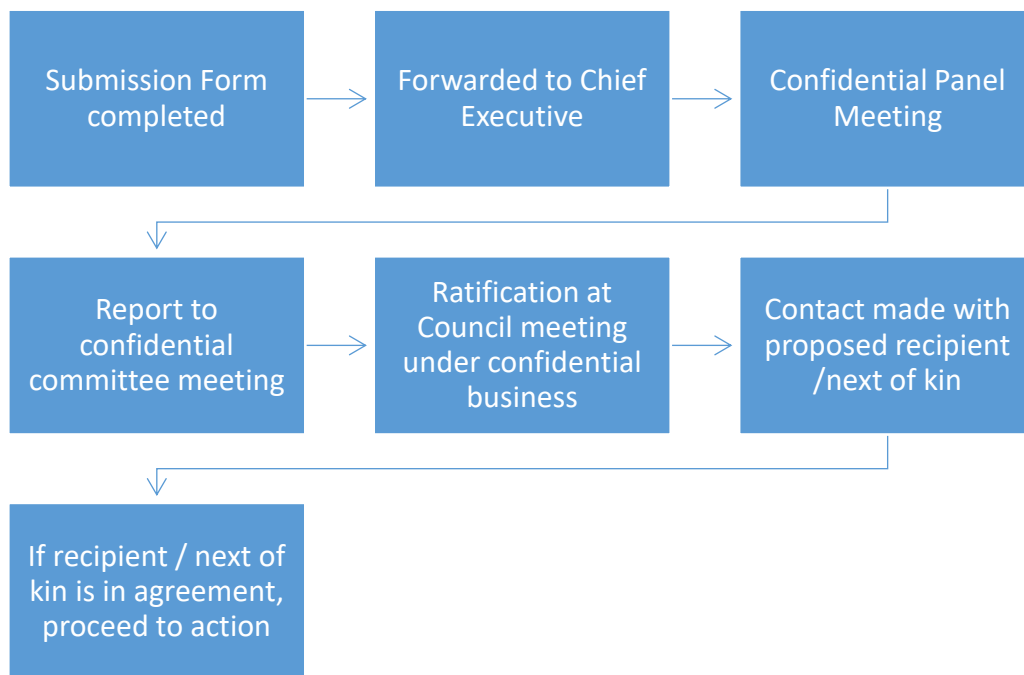 Submission Form
completed
Forwarded to Chief
Executive
Confidential Panel
Meeting
Report to
confidential
committee meeting
Ratification at
Council meeting
under confidential
business
Contact made with
proposed recipient
/next of kin
If recipient / next of
kin is in agreement,
proceed to action